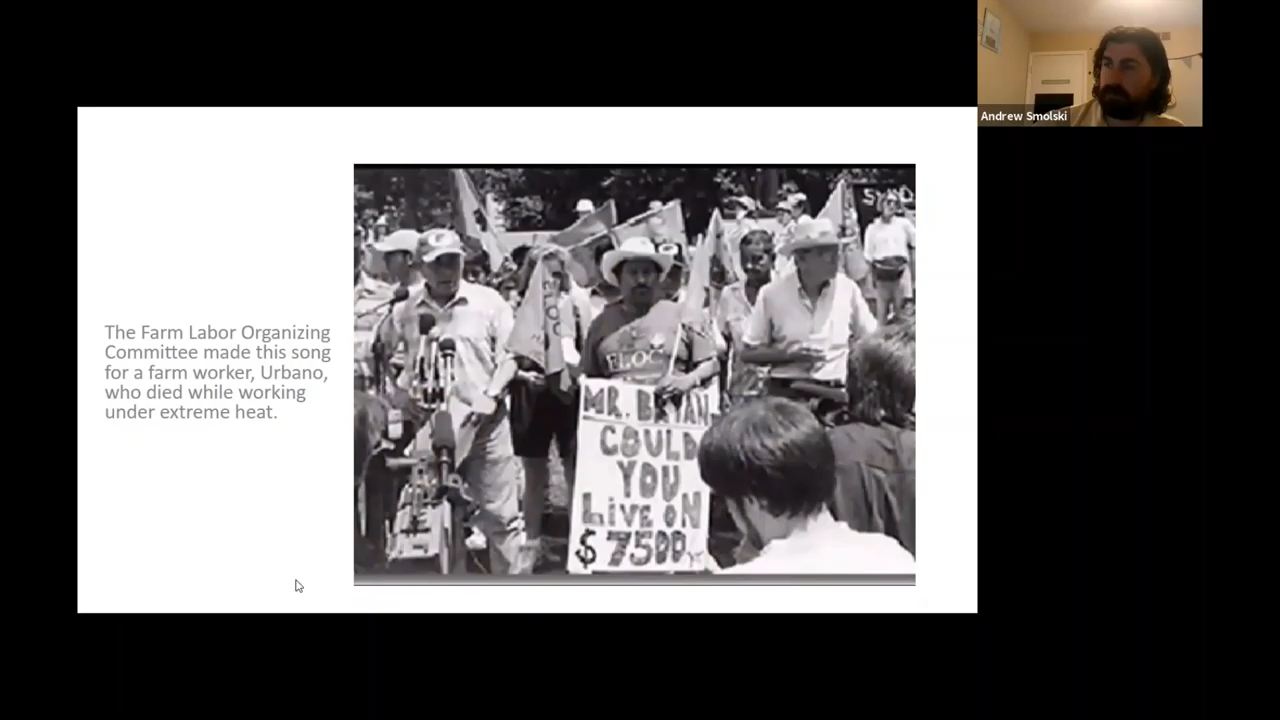 Andrew Smolski
The Farm Labor Organizing
Committee made this song
for a farm worker, Urbano,
who died while working
under extreme heat.
FLOC
MR. BRYAN
COULD
YOU
LIVE ON
$7500